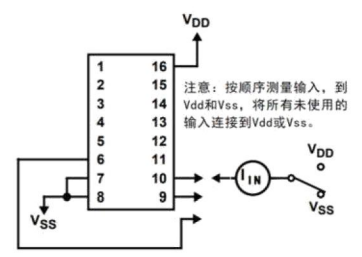 VDD
1 16
2 15
3 14
4 13
5 12
6 11
7 10
8 9
VSS
注意：按顺序测量输入，到
Vdd和Vss，将所有未使用的
输入连接到Vdd或Vss。
VDD
IIN
VSS